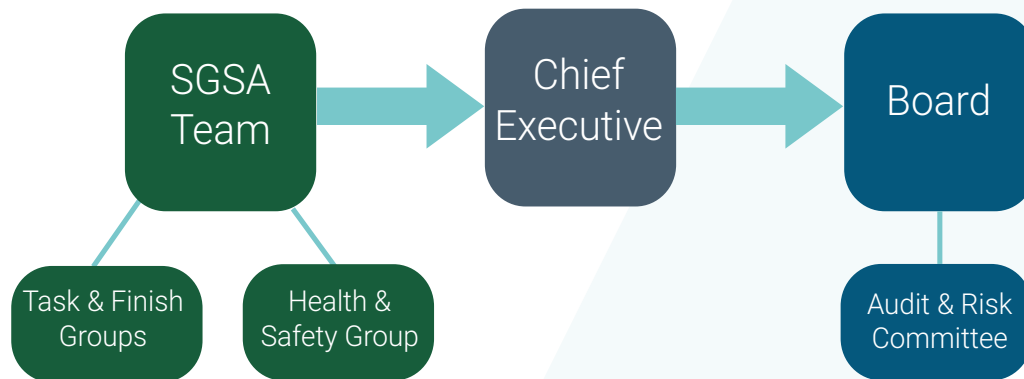 SGSA
Team
Chief
Executive
Board
Task & Finish
Groups
Health &
Safety Group
Audit & Risk
Committee